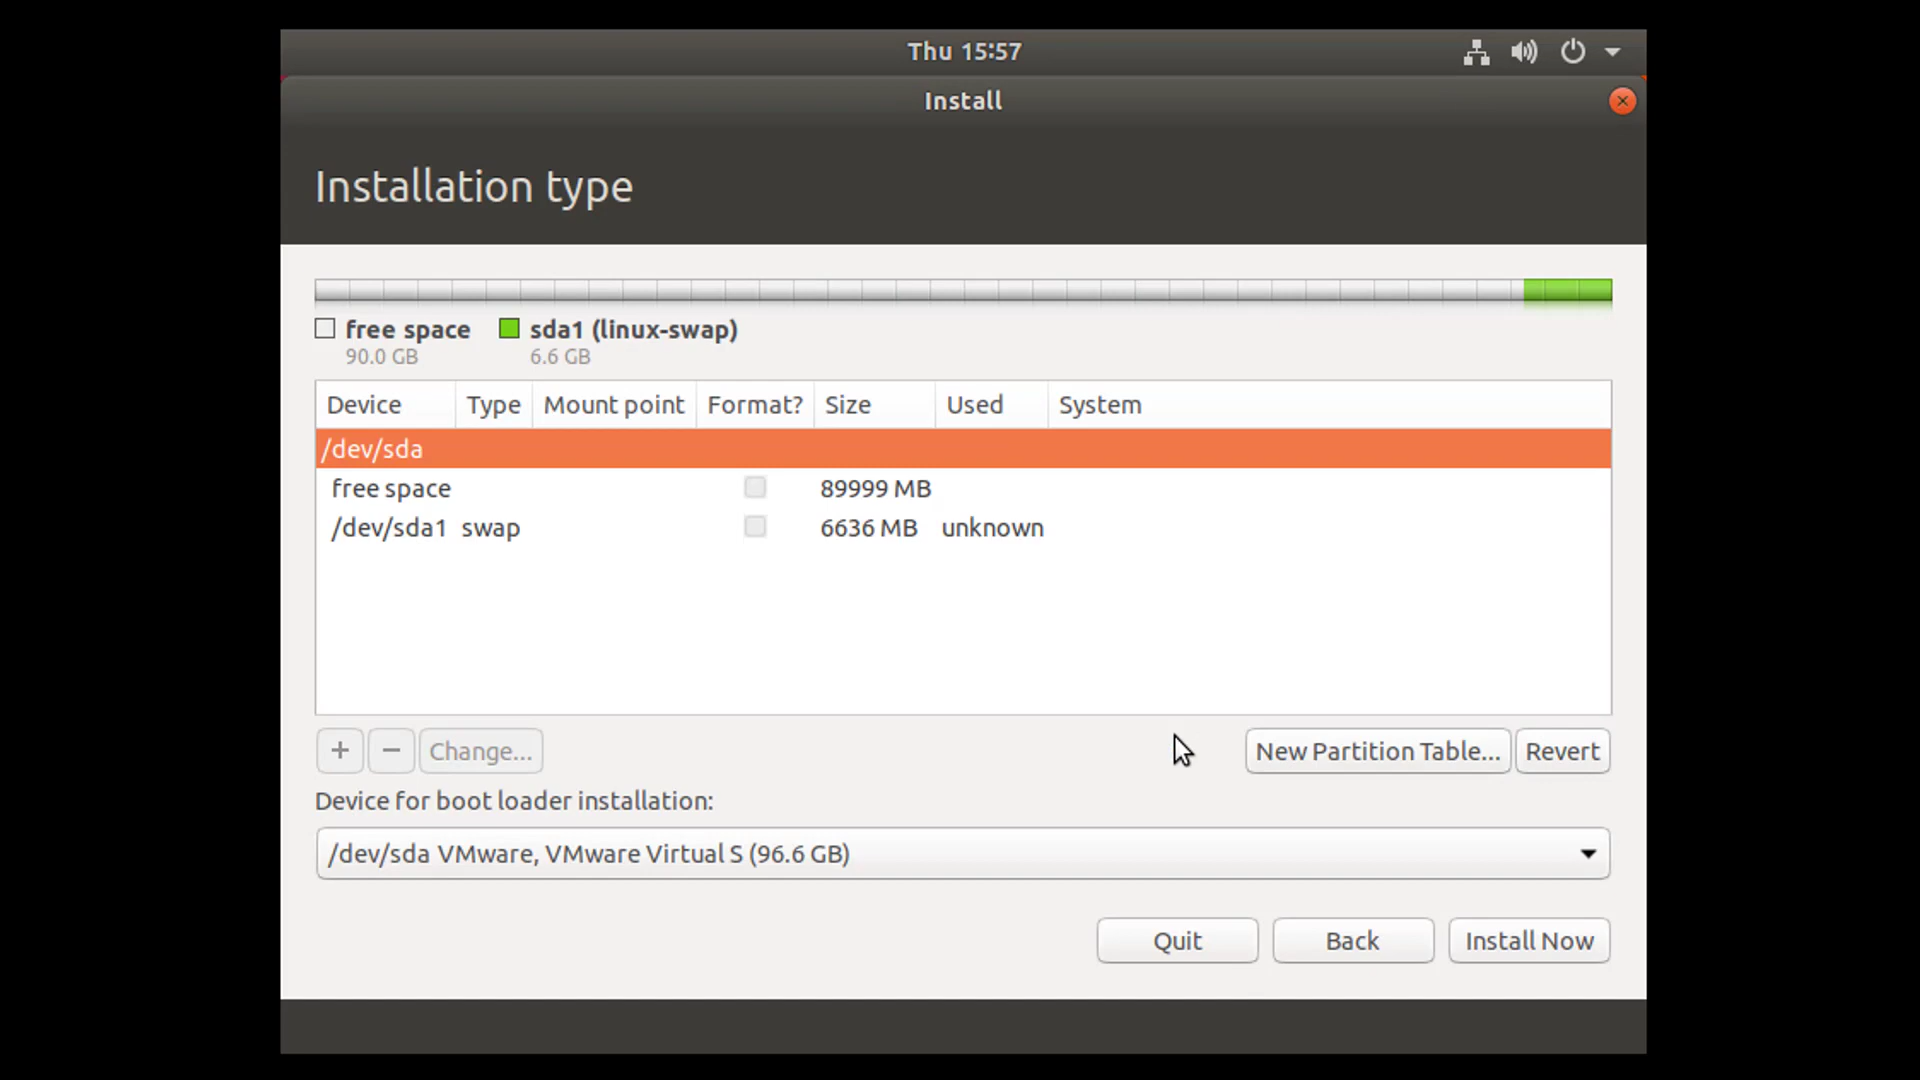 Thu 15:57
Install
Installation type
free space sda1 (linux-swap)
90.0 GB 6.6 GB
Device Type Mount point Format? Size Used System
/dev/sda
free space 89999 MB
/dev/sda1 swap 6636 MB unknown
+ − Change... New Partition Table... Revert
Device for boot loader installation:
/dev/sda VMware, VMware Virtual S (96.6 GB)
Quit Back Install Now